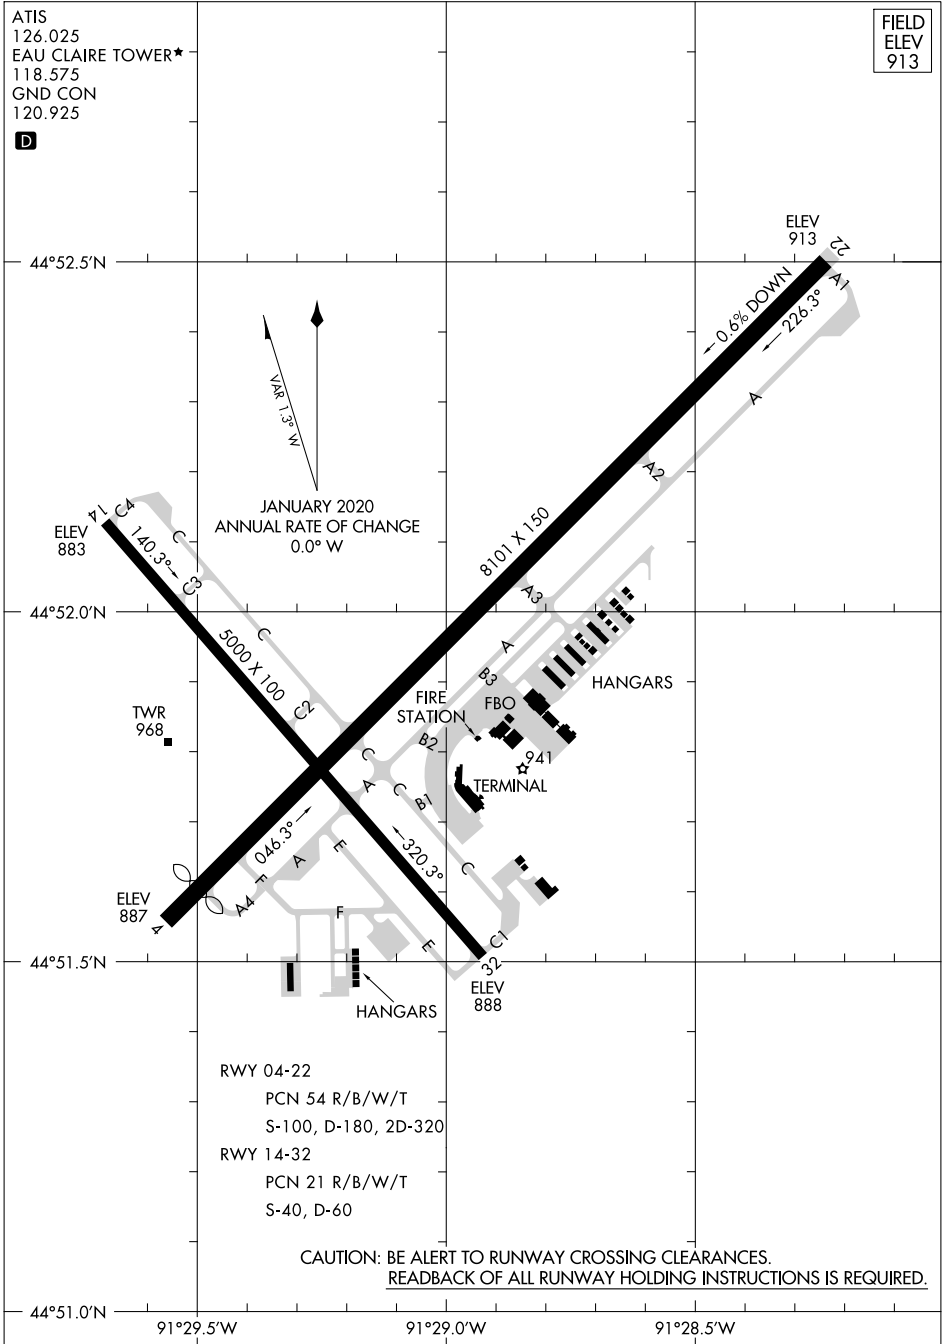 ATIS
126.025
EAU CLAIRE TOWER★
118.575
GND CON
120.925
D
FIELD
ELEV
913
ELEV
913
22
44°52.5'N
A1
0.6% DOWN
226.3°
VAR 1.3° W
A
A2
JANUARY 2020
ANNUAL RATE OF CHANGE
0.0° W
8101 X 150
14
C4
ELEV
883
140.3°
C
C3
A3
44°52.0'N
C
5000 X 100
A
B3
HANGARS
FIRE
STATION
FBO
C2
TWR
968
B2
C
941
TERMINAL
A
C
B1
046.3°
E
320.3°
A
C
F
ELEV
887
A4
4
F
E
C1
44°51.5'N
32
ELEV
888
HANGARS
RWY 04-22
PCN 54 R/B/W/T
S-100, D-180, 2D-320
RWY 14-32
PCN 21 R/B/W/T
S-40, D-60
CAUTION: BE ALERT TO RUNWAY CROSSING CLEARANCES.
READBACK OF ALL RUNWAY HOLDING INSTRUCTIONS IS REQUIRED.
44°51.0'N
91°29.5'W
91°29.0'W
91°28.5'W